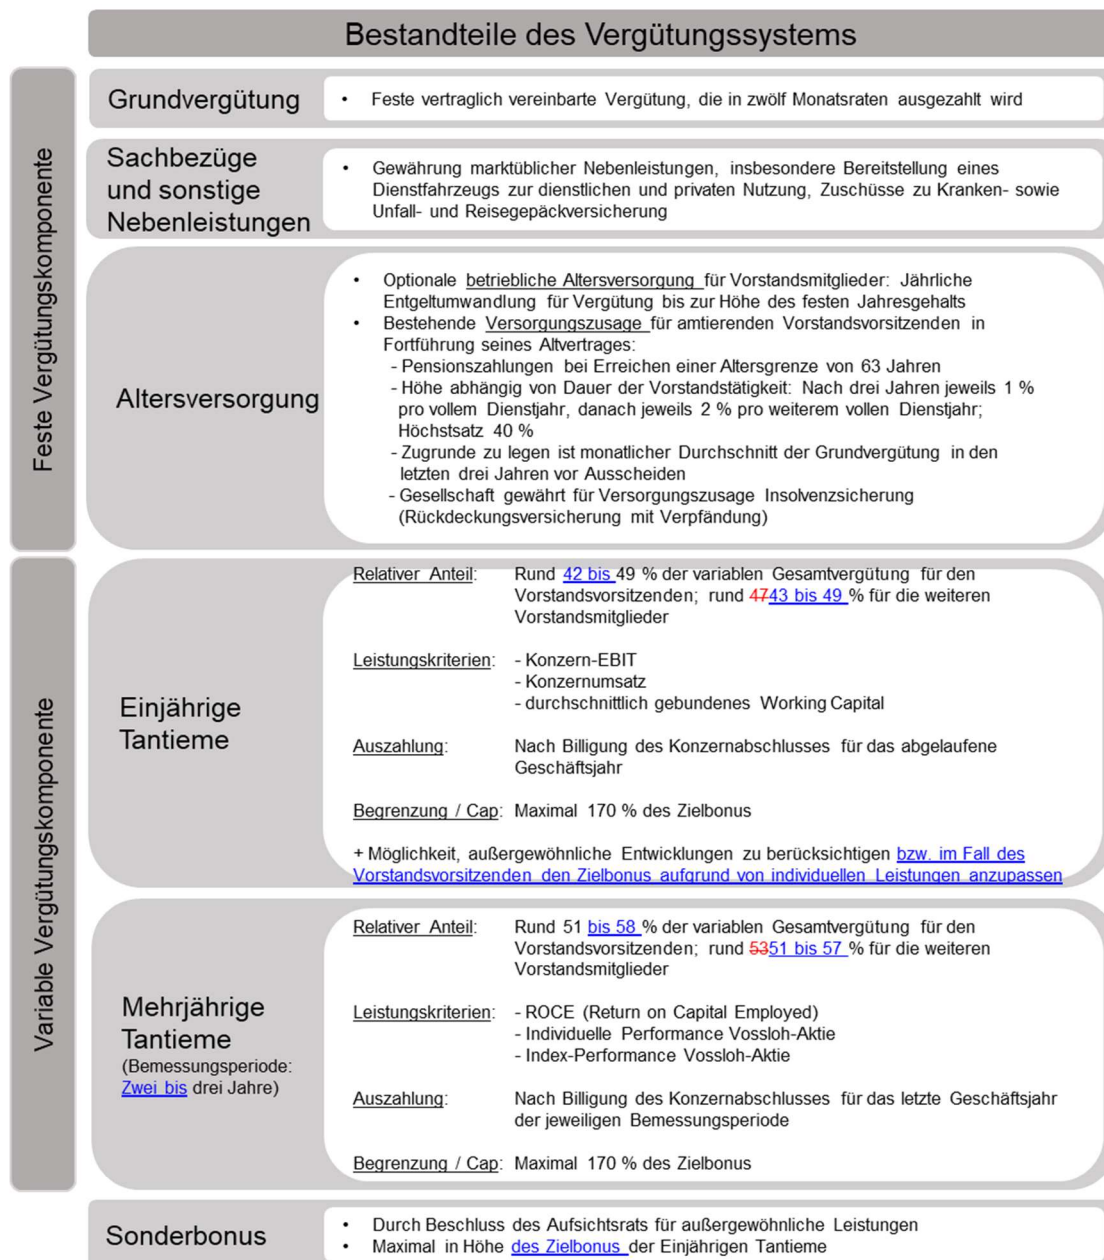 Bestandteile des Vergütungssystems
Feste Vergütungskomponente
Grundvergütung
• Feste vertraglich vereinbarte Vergütung, die in zwölf Monatsraten ausgezahlt wird
Sachbezüge
und sonstige
Nebenleistungen
• Gewährung marktüblicher Nebenleistungen, insbesondere Bereitstellung eines
Dienstfahrzeugs zur dienstlichen und privaten Nutzung, Zuschüsse zu Kranken- sowie
Unfall- und Reisegepäckversicherung
Altersversorgung
• Optionale betriebliche Altersversorgung für Vorstandsmitglieder: Jährliche
Entgeltumwandlung für Vergütung bis zur Höhe des festen Jahresgehalts
• Bestehende Versorgungszusage für amtierenden Vorstandsvorsitzenden in
Fortführung seines Altvertrages:
- Pensionszahlungen bei Erreichen einer Altersgrenze von 63 Jahren
- Höhe abhängig von Dauer der Vorstandstätigkeit: Nach drei Jahren jeweils 1 %
pro vollem Dienstjahr, danach jeweils 2 % pro weiterem vollen Dienstjahr;
Höchstsatz 40 %
- Zugrunde zu legen ist monatlicher Durchschnitt der Grundvergütung in den
letzten drei Jahren vor Ausscheiden
- Gesellschaft gewährt für Versorgungszusage Insolvenzsicherung
(Rückdeckungsversicherung mit Verpfändung)
Variable Vergütungskomponente
Einjährige
Tantieme
Relativer Anteil: Rund 42 bis 49 % der variablen Gesamtvergütung für den
Vorstandsvorsitzenden; rund 4743 bis 49 % für die weiteren
Vorstandsmitglieder
Leistungskriterien: - Konzern-EBIT
- Konzernumsatz
- durchschnittlich gebundenes Working Capital
Auszahlung: Nach Billigung des Konzernabschlusses für das abgelaufene
Geschäftsjahr
Begrenzung / Cap: Maximal 170 % des Zielbonus
+ Möglichkeit, außergewöhnliche Entwicklungen zu berücksichtigen bzw. im Fall des
Vorstandsvorsitzenden den Zielbonus aufgrund von individuellen Leistungen anzupassen
Mehrjährige
Tantieme
(Bemessungsperiode:
Zwei bis drei Jahre)
Relativer Anteil: Rund 51 bis 58 % der variablen Gesamtvergütung für den
Vorstandsvorsitzenden; rund 5351 bis 57 % für die weiteren
Vorstandsmitglieder
Leistungskriterien: - ROCE (Return on Capital Employed)
- Individuelle Performance Vossloh-Aktie
- Index-Performance Vossloh-Aktie
Auszahlung: Nach Billigung des Konzernabschlusses für das letzte Geschäftsjahr
der jeweiligen Bemessungsperiode
Begrenzung / Cap: Maximal 170 % des Zielbonus
Sonderbonus
• Durch Beschluss des Aufsichtsrats für außergewöhnliche Leistungen
• Maximal in Höhe des Zielbonus der Einjährigen Tantieme